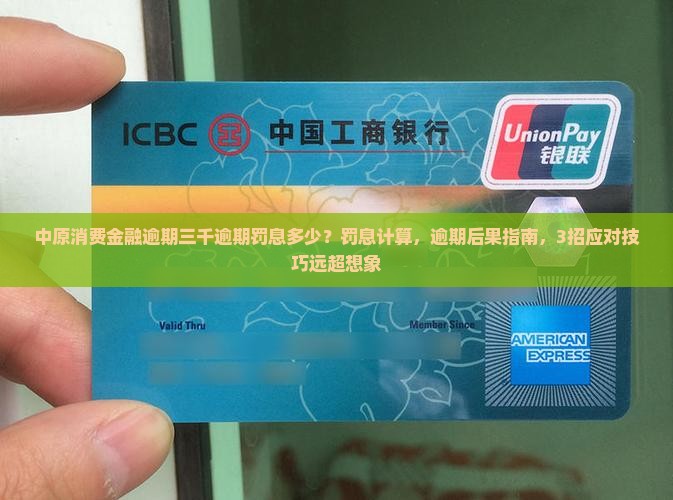 ICBC 中国工商银行
UnionPay
银联
中原消费金融逾期三千逾期罚息多少？罚息计算，逾期后果指南，3招应对技
巧远超想象
Valid Thru
Member Since
AMERICAN
EXPRESS